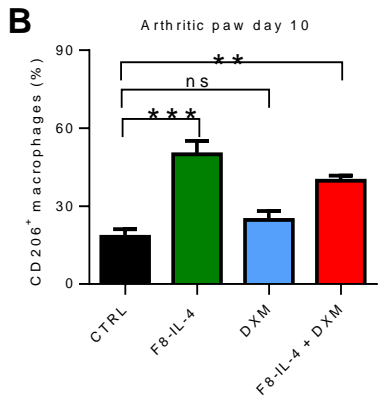 B
Arthritic paw day 10
CD206+ macrophages (%)
90
60
30
0
**
ns
***
CTRL
F8-IL-4
DXM
F8-IL-4 + DXM